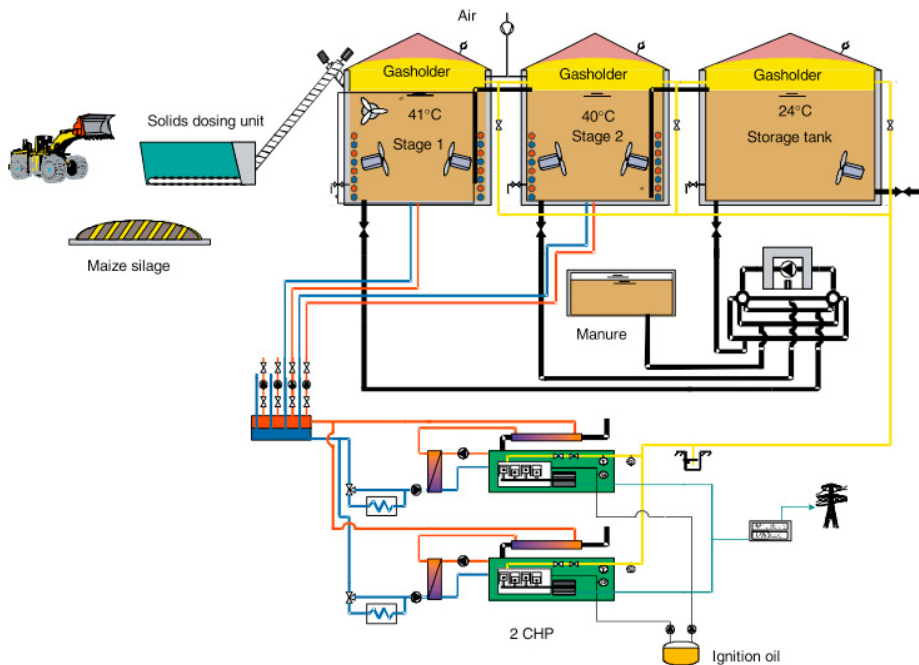 Air
Gasholder
Gasholder
Gasholder
41°C
40°C
24°C
Solids dosing unit
Stage 1
Stage 2
Storage tank
Maize silage
Manure
2 CHP
Ignition oil